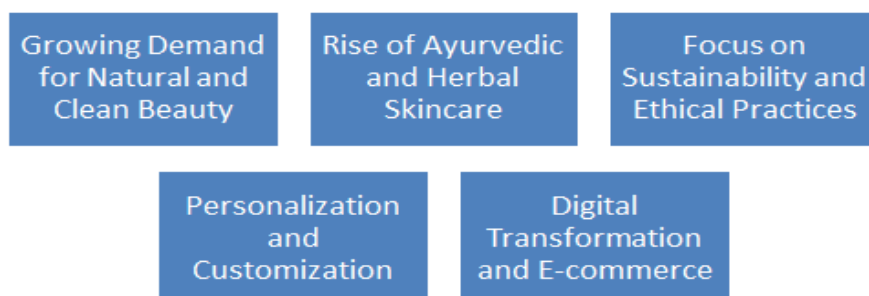 Growing Demand
for Natural and
Clean Beauty
Rise of Ayurvedic
and Herbal
Skincare
Focus on
Sustainability and
Ethical Practices
Personalization
and
Customization
Digital
Transformation
and E-commerce